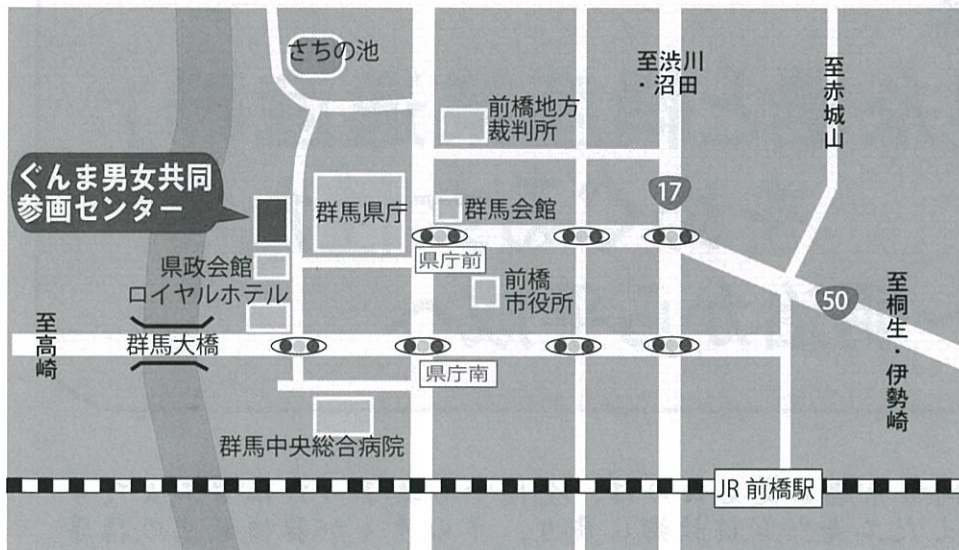 さちの池
至渋川
・沼田
至赤城山
前橋地方
裁判所
17
ぐんま男女共同
参画センター
群馬県庁
群馬会館
県庁前
県政会館
ロイヤルホテル
前橋
市役所
50
至桐生・伊勢崎
至高崎
群馬大橋
県庁南
群馬中央総合病院
JR 前橋駅